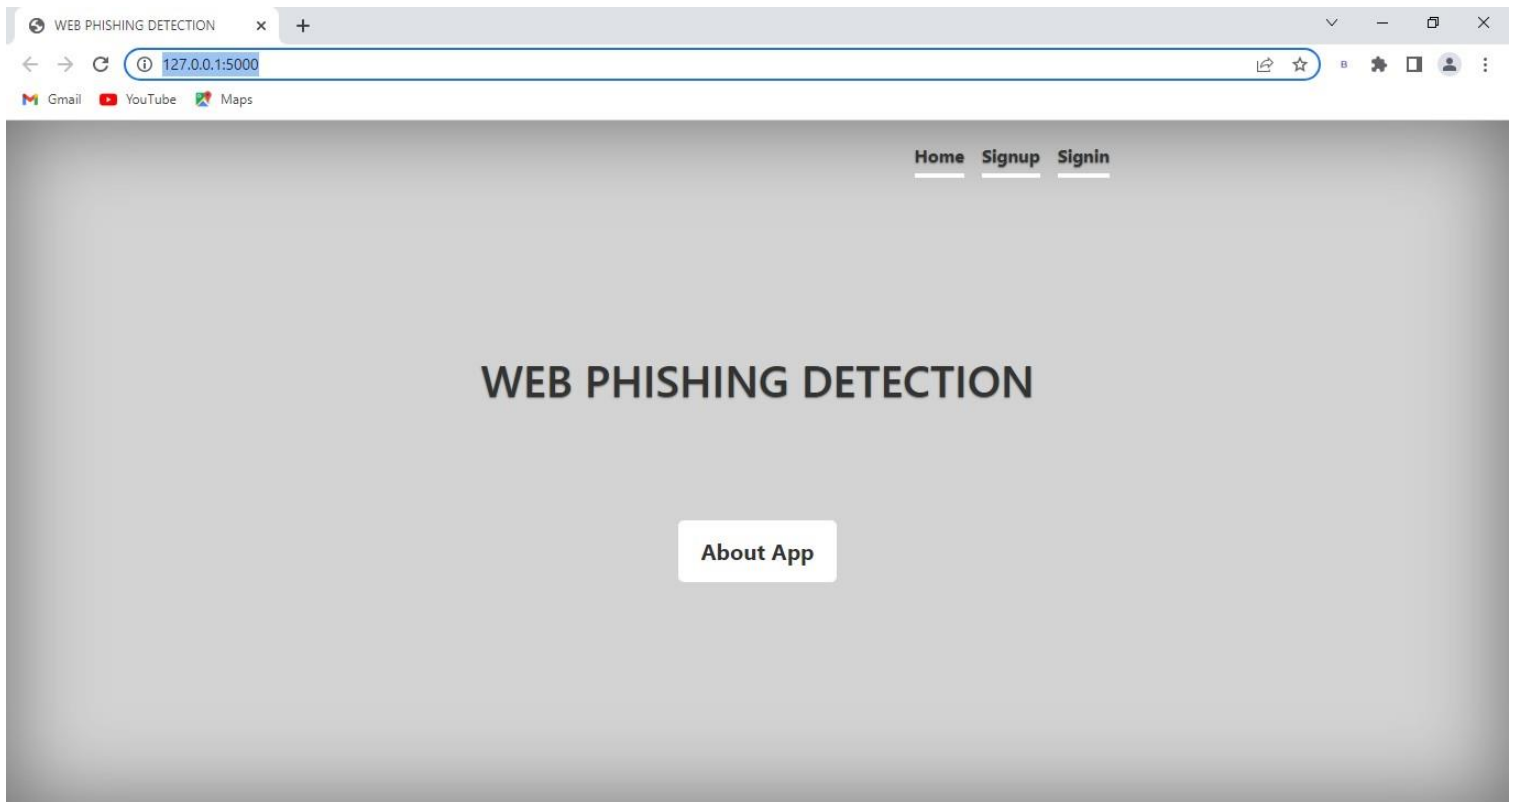 WEB PHISHING DETECTION
127.0.0.1:5000
B
Gmail YouTube Maps
Home Signup Signin
WEB PHISHING DETECTION
About App